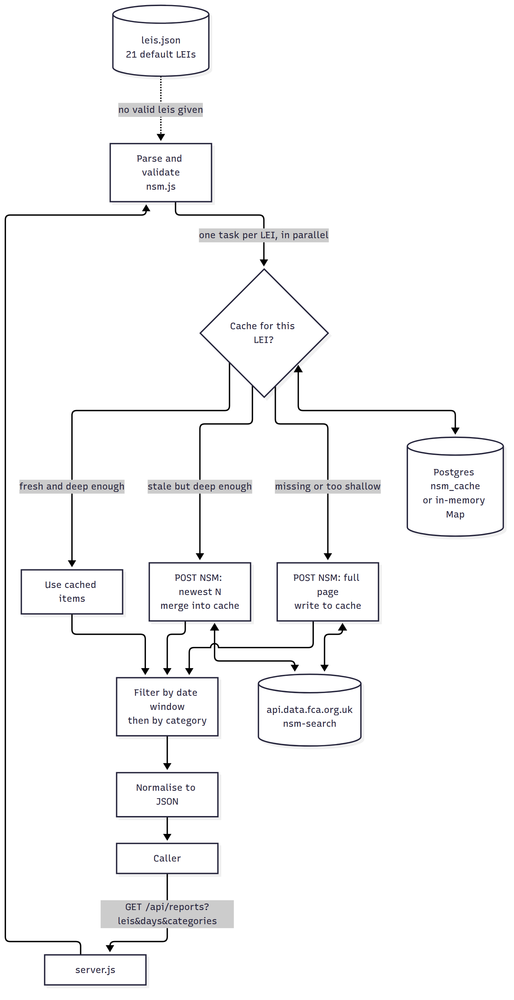 leis.json
21 default LEIs
no valid leis given
Parse and
validate
nsm.js
one task per LEI, in parallel
Cache for this
LEI?
Postgres
nsm_cache
or in-memory
Map
fresh and deep enough
stale but deep enough
missing or too shallow
Use cached
items
POST NSM:
newest N
merge into cache
POST NSM: full
page
write to cache
Filter by date
window
then by category
api.data.fca.org.uk
nsm-search
Normalise to
JSON
Caller
GET /api/reports?
leis&days&categories
server.js